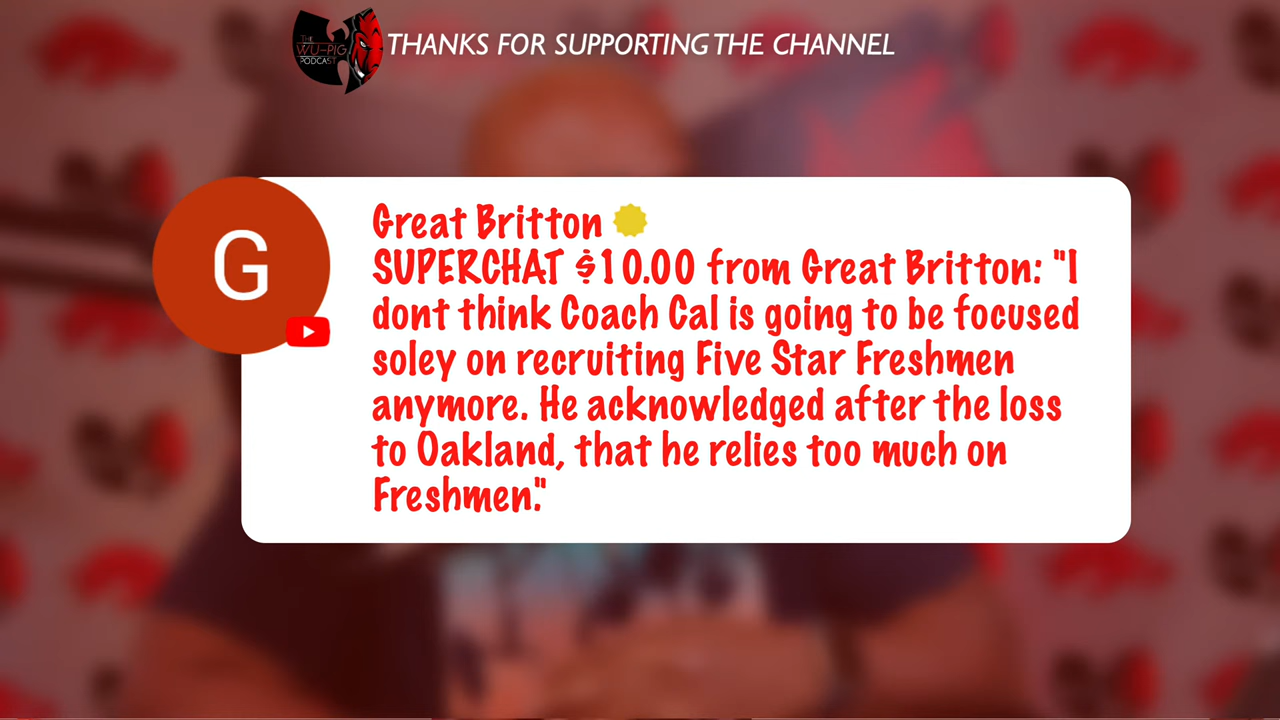 THANKS FOR SUPPORTING THE CHANNEL
THE
WU-PIG
PODCAST
G
Great Britton
SUPERCHAT $10.00 from Great Britton: "I
dont think Coach Cal is going to be focused
soley on recruiting Five Star Freshmen
anymore. He acknowledged after the loss
to Oakland, that he relies too much on
Freshmen."